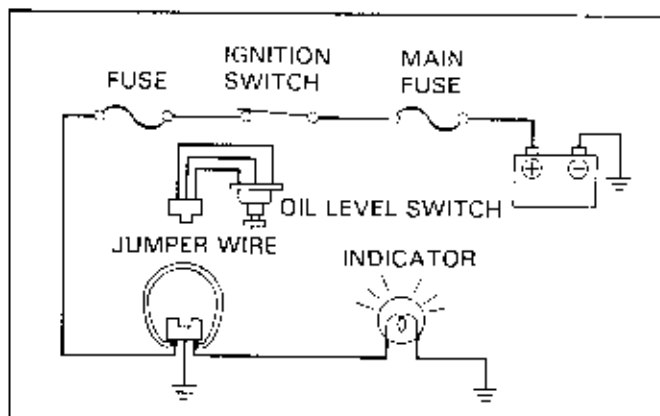 FUSE
IGNITION
SWITCH
MAIN
FUSE
+ −
OIL LEVEL SWITCH
JUMPER WIRE
INDICATOR